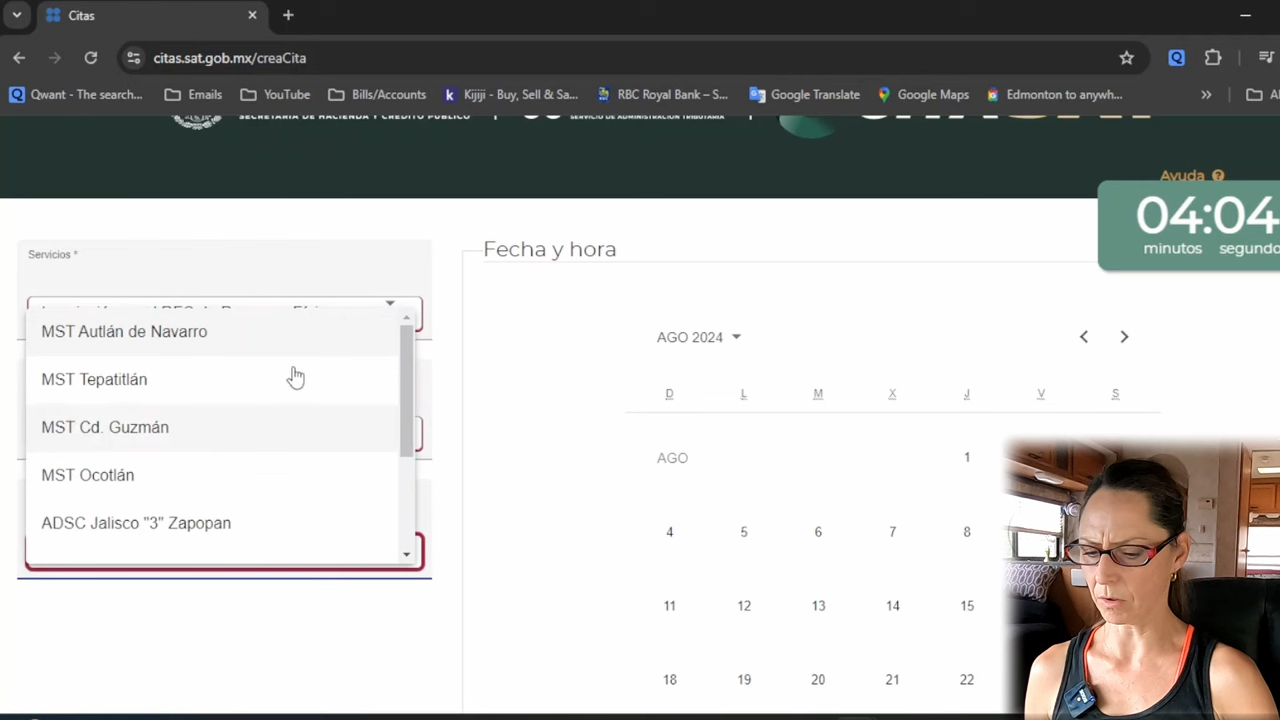 Citas
citas.sat.gob.mx/creaCita
Qwant - The search...
Emails
YouTube
Bills/Accounts
Kijiji - Buy, Sell & Sa...
RBC Royal Bank – S...
Google Translate
Google Maps
Edmonton to anywh...
SECRETARÍA DE HACIENDA Y CRÉDITO PÚBLICO
SERVICIO DE ADMINISTRACIÓN TRIBUTARIA
Ayuda
04:04
minutos segundo
Servicios *
Fecha y hora
MST Autlán de Navarro
MST Tepatitlán
MST Cd. Guzmán
MST Ocotlán
ADSC Jalisco "3" Zapopan
AGO 2024
D L M X J V S
AGO 1
4 5 6 7 8
11 12 13 14 15
18 19 20 21 22